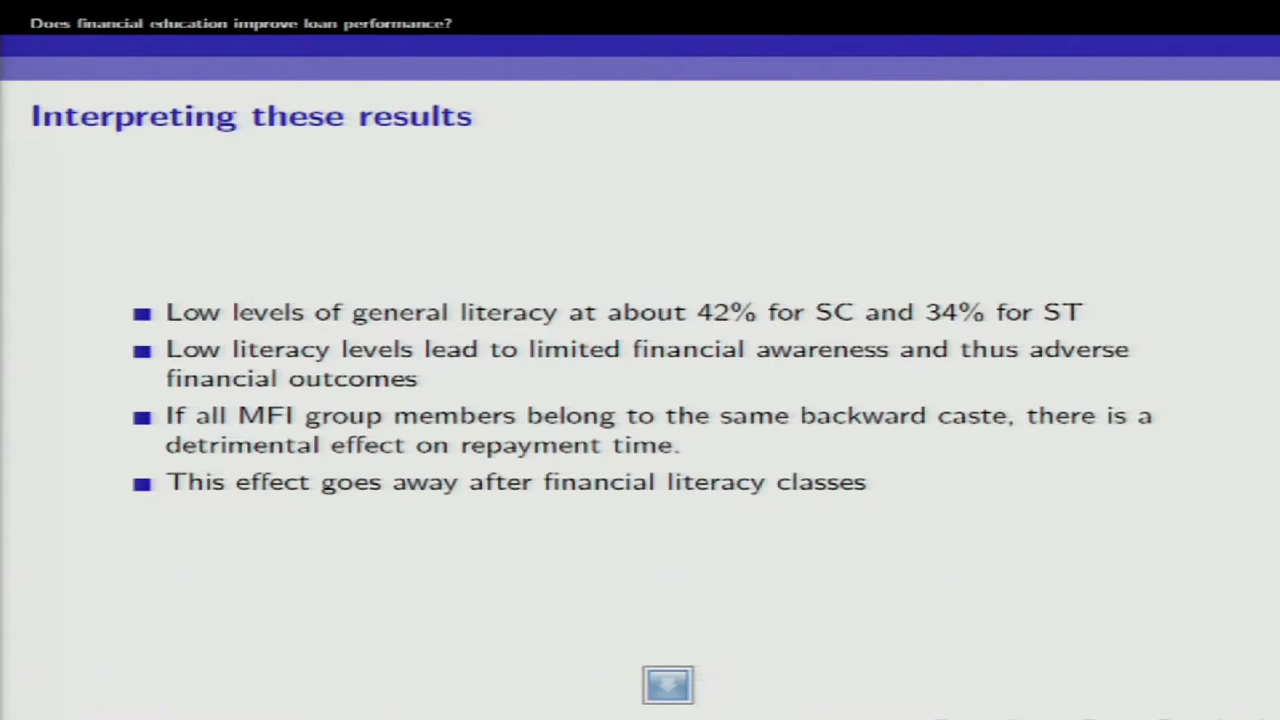 Does financial education improve loan performance?
Interpreting these results
Low levels of general literacy at about 42% for SC and 34% for ST
Low literacy levels lead to limited financial awareness and thus adverse
financial outcomes
If all MFI group members belong to the same backward caste, there is a
detrimental effect on repayment time.
This effect goes away after financial literacy classes